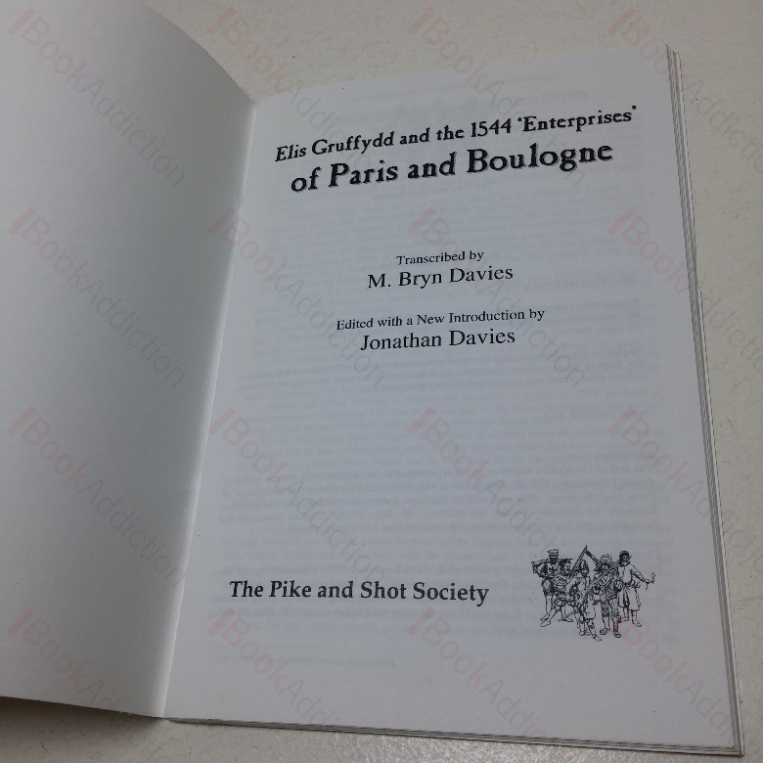 Elis Gruffydd and the 1544 'Enterprises'
of Paris and Boulogne
Transcribed by
M. Bryn Davies
Edited with a New Introduction by
Jonathan Davies
The Pike and Shot Society
BookAddiction